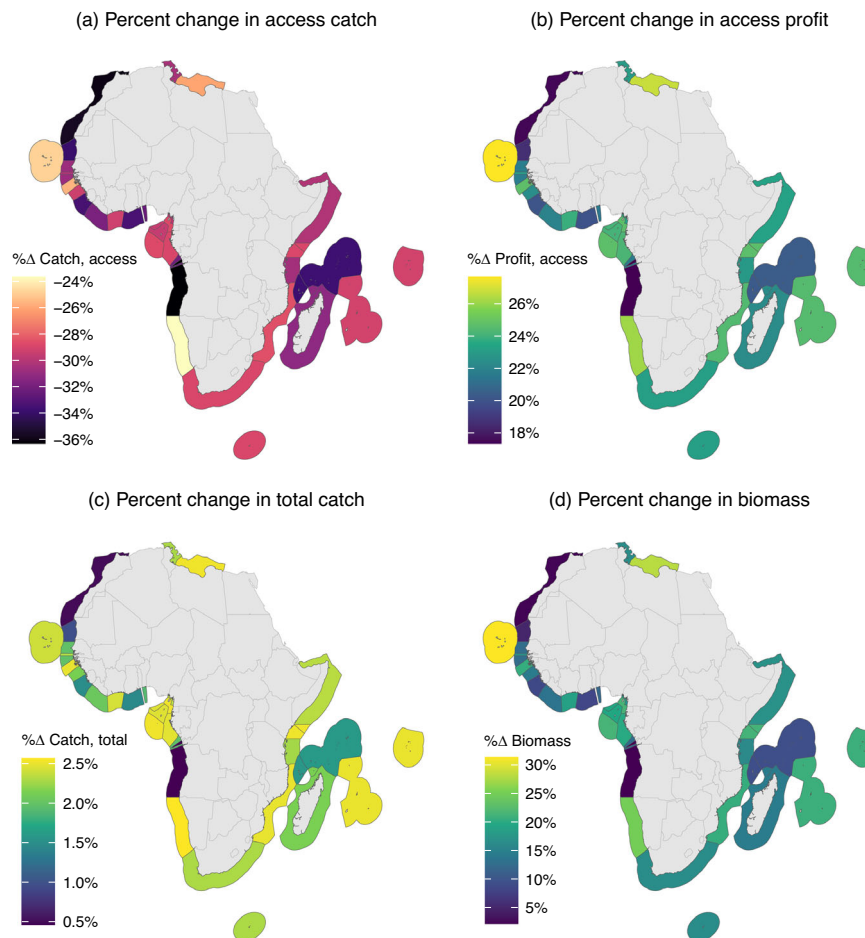 (a) Percent change in access catch
%Δ Catch, access
−24%
−26%
−28%
−30%
−32%
−34%
−36%
(b) Percent change in access profit
%Δ Profit, access
26%
24%
22%
20%
18%
(c) Percent change in total catch
%Δ Catch, total
2.5%
2.0%
1.5%
1.0%
0.5%
(d) Percent change in biomass
%Δ Biomass
30%
25%
20%
15%
10%
5%